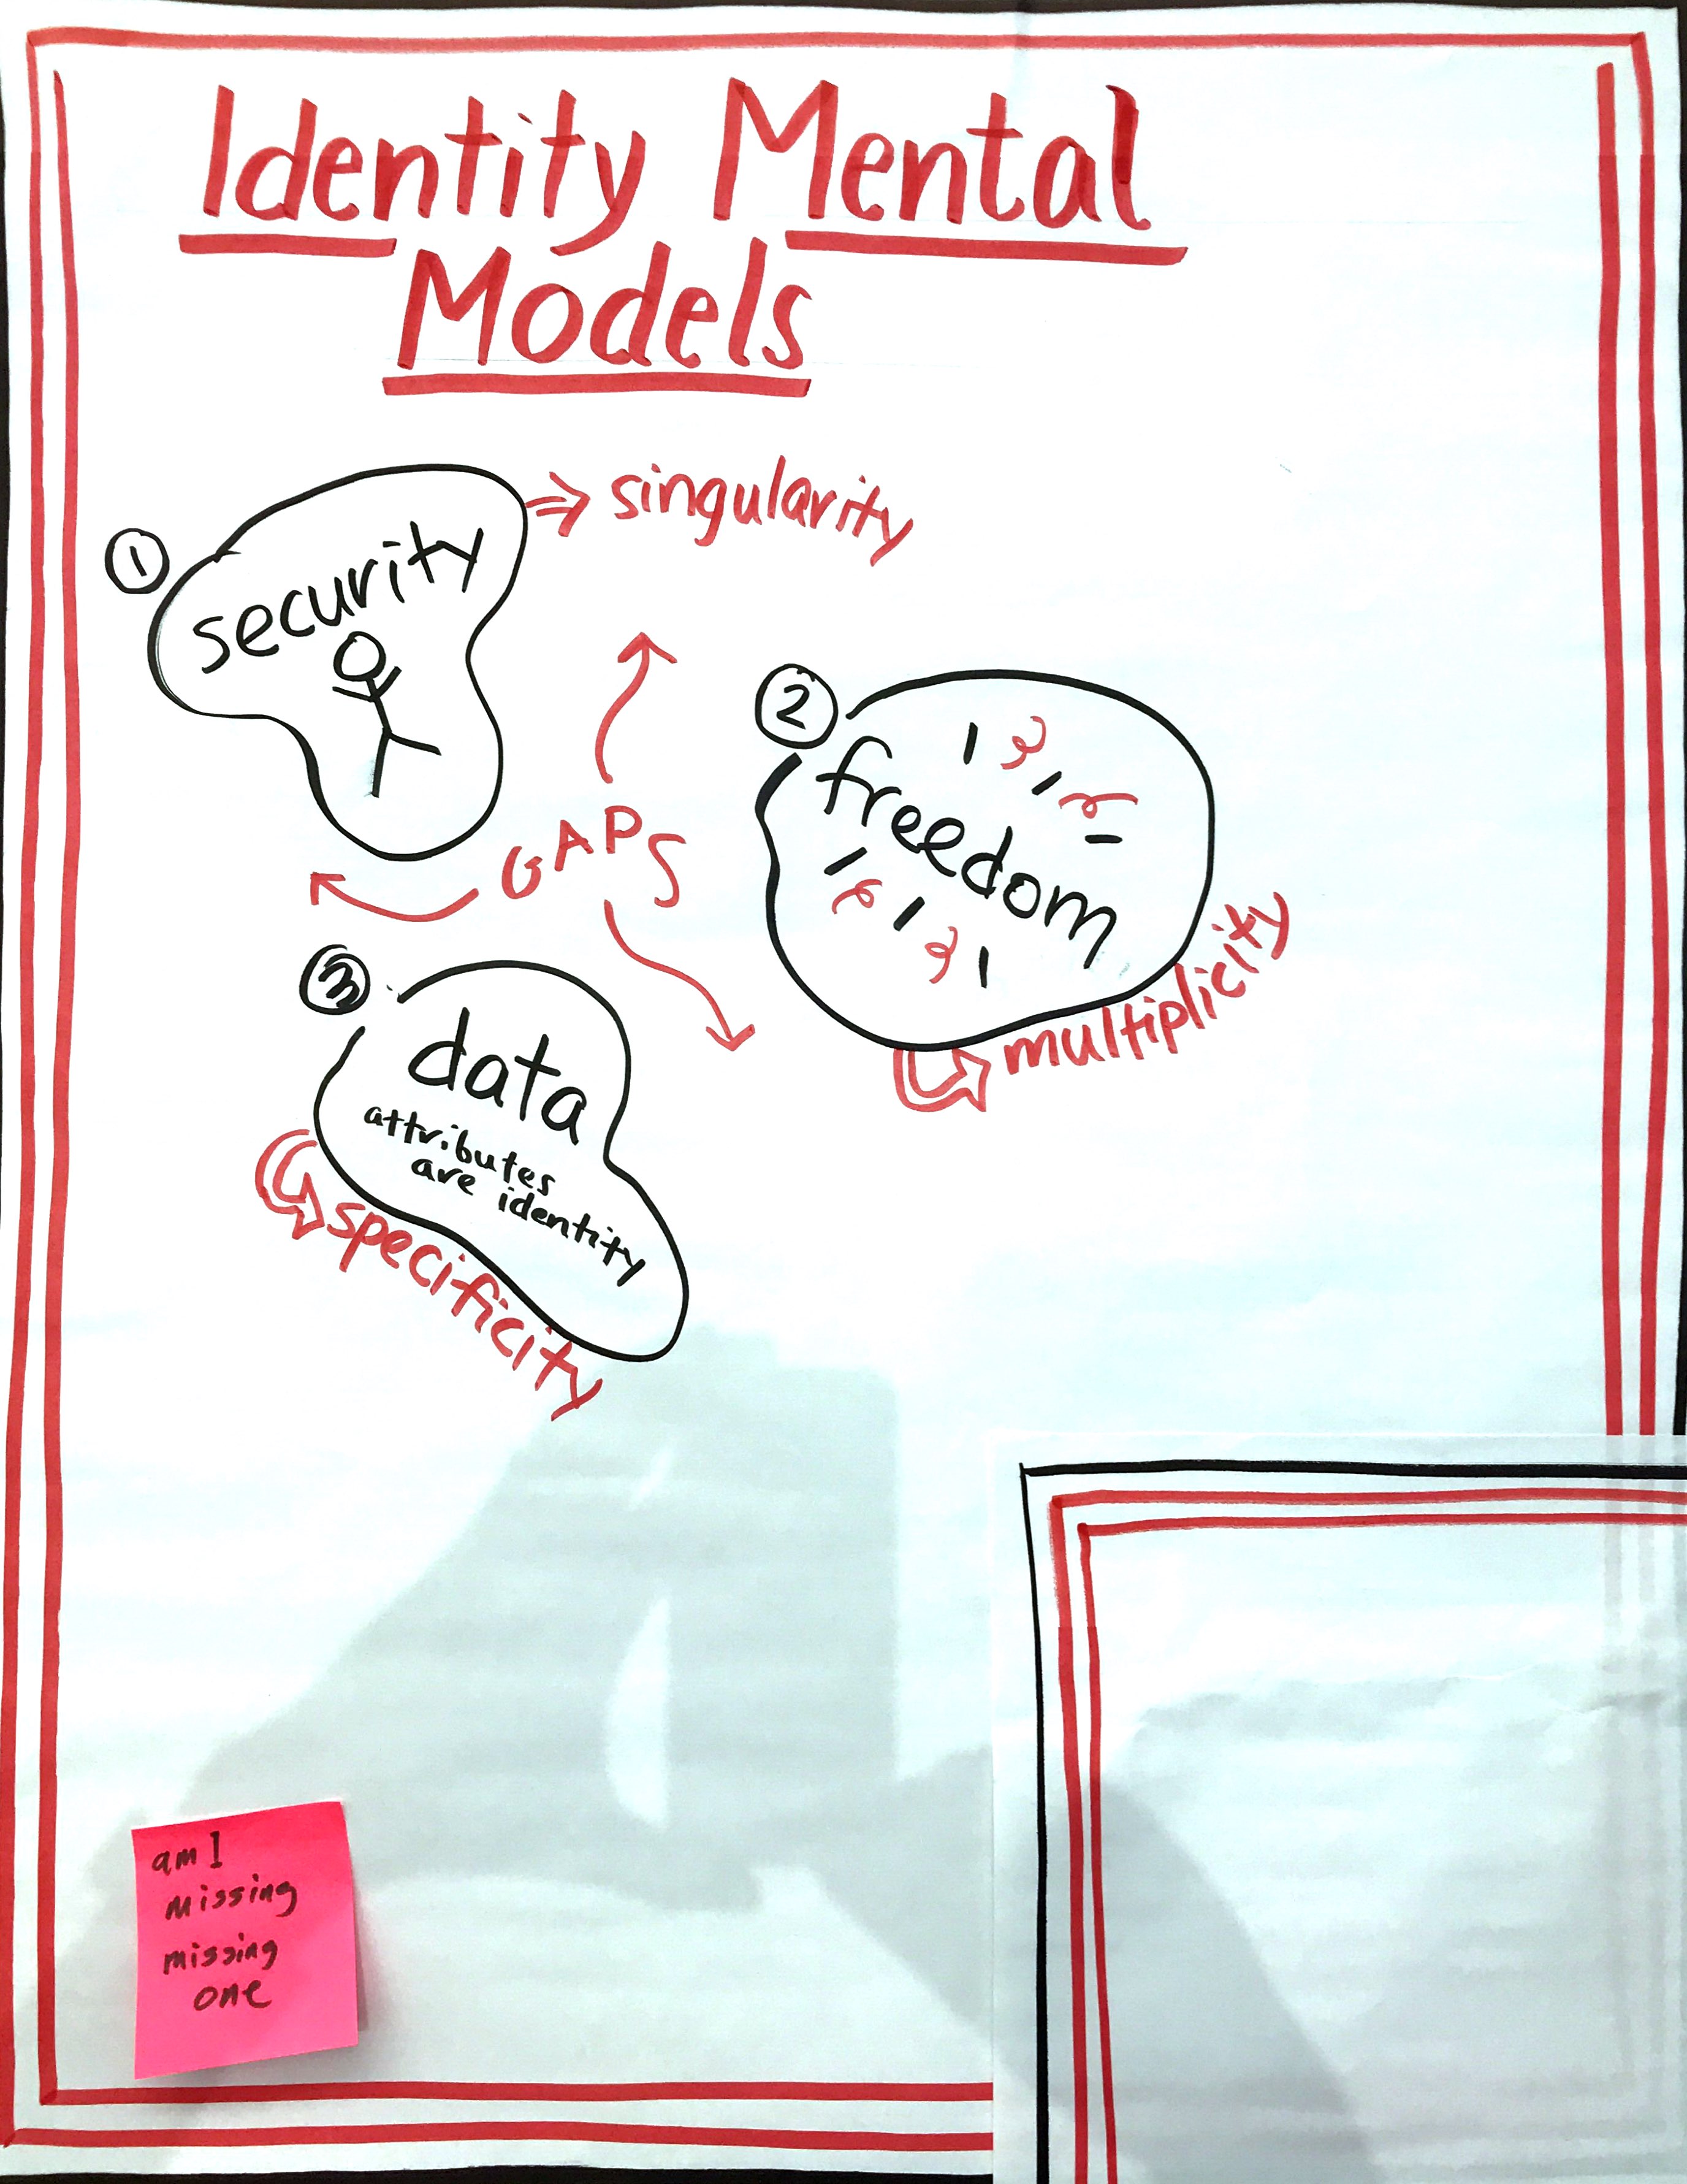 Identity Mental
Models
1
security
⇒ singularity
2
freedom
multiplicity
GAPS
3
data
attributes
are identity
specificity
am I
missing
missing
one